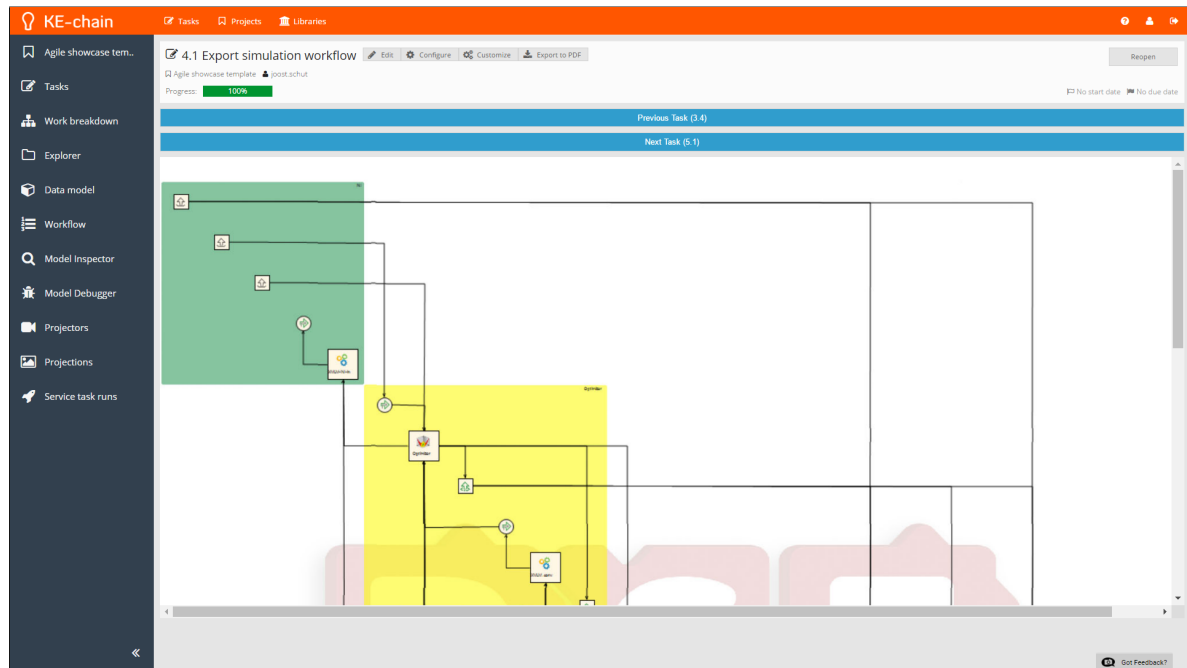 KE-chain
Tasks Projects Libraries
Agile showcase tem..
Tasks
Work breakdown
Explorer
Data model
Workflow
Model Inspector
Model Debugger
Projectors
Projections
Service task runs
4.1 Export simulation workflow Edit Configure Customize Export to PDF
Reopen
Agile showcase template joost.schut
Progress: 100%
No start date No due date
Previous Task (3.4)
Next Task (5.1)
Optimizer
Optimizer
Got Feedback?